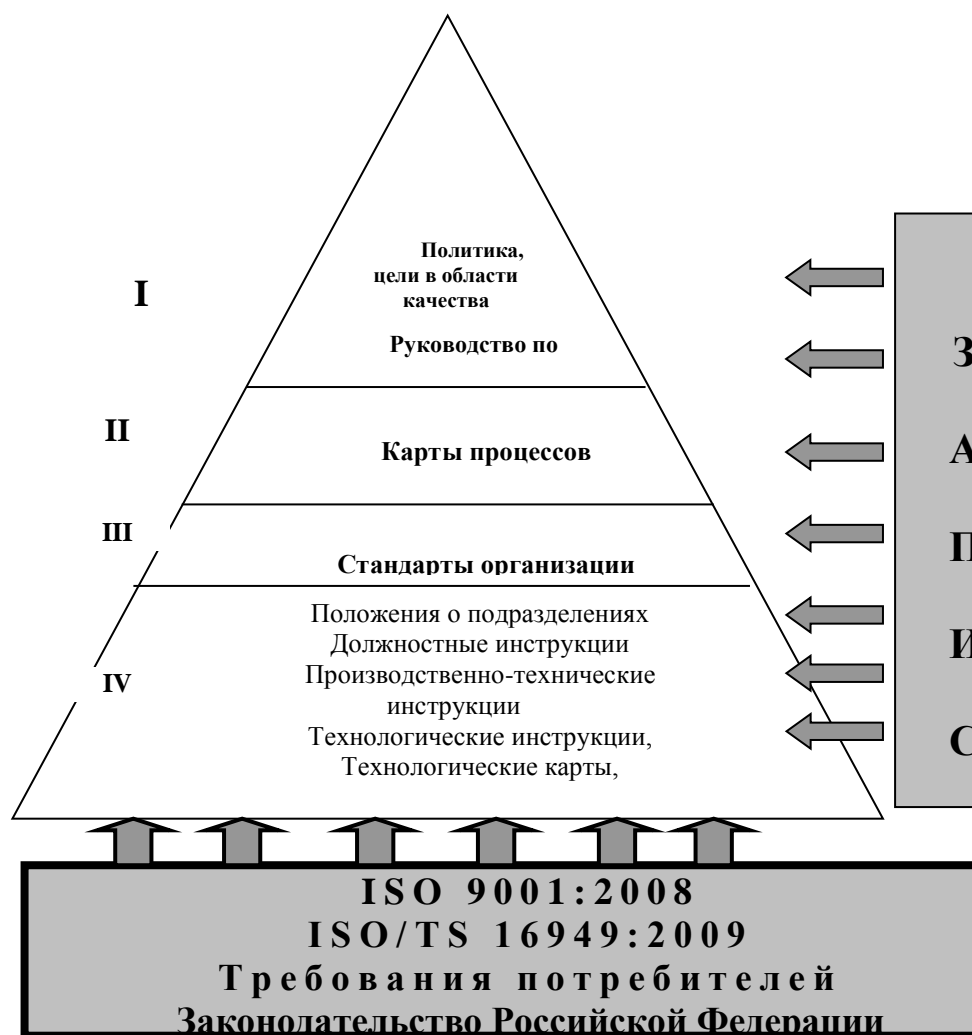 Политика,
цели в области
качества
Руководство по
I
II
Карты процессов
III
Стандарты организации
IV
Положения о подразделениях
Должностные инструкции
Производственно-технические
инструкции
Технологические инструкции,
Технологические карты,
З
А
П
И
С
ISO 9001:2008
ISO/TS 16949:2009
Требования потребителей
Законодательство Российской Федерации